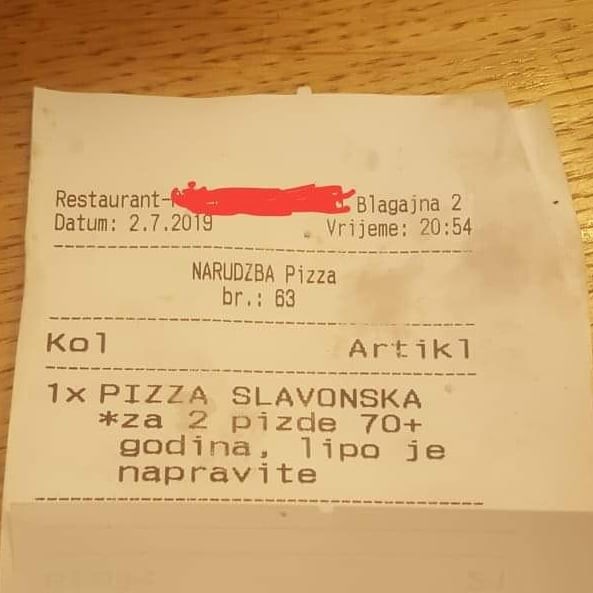 Restaurant- Blagajna 2
Datum: 2.7.2019 Vrijeme: 20:54
NARUDZBA Pizza
br.: 63
Kol Artikl
1x PIZZA SLAVONSKA
*za 2 pizde 70+
godina, lipo je
napravite